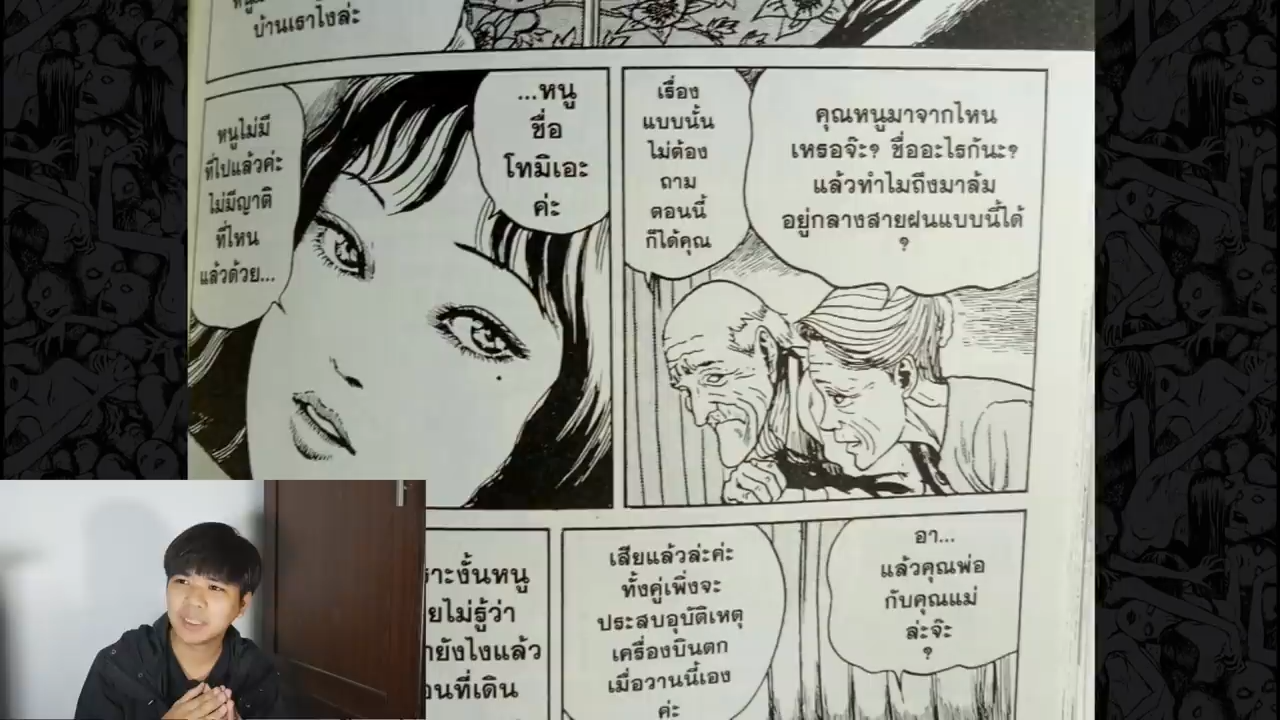 บ้านเราไงล่ะ
คุณหนูมาจากไหน
เหรอจ๊ะ? ชื่ออะไรกันะ?
แล้วทำไมถึงมาล้ม
อยู่กลางสายฝนแบบนี้ได้
?
เรื่อง
แบบนั้น
ไม่ต้อง
ถาม
ตอนนี้
ก็ได้คุณ
...หนู
ชื่อ
โทมิเอะ
ค่ะ
หนูไม่มี
ที่ไปแล้วค่ะ
ไม่มีญาติ
ที่ไหน
แล้วด้วย...
อา...
แล้วคุณพ่อ
กับคุณแม่
ล่ะจ๊ะ
?
เสียแล้วล่ะค่ะ
ทั้งคู่เพิ่งจะ
ประสบอุบัติเหตุ
เครื่องบินตก
เมื่อวานนี้เอง
ค่ะ
าะงั้นหนู
ยไม่รู้ว่า
ายังไงแล้ว
อนที่เดิน